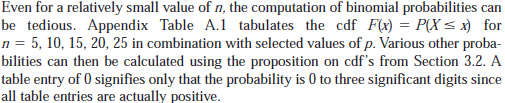 Even for a relatively small value of n, the computation of binomial probabilities can
be tedious. Appendix Table A.1 tabulates the cdf F(x) = P(X ≤ x) for
n = 5, 10, 15, 20, 25 in combination with selected values of p. Various other proba-
bilities can then be calculated using the proposition on cdf's from Section 3.2. A
table entry of 0 signifies only that the probability is 0 to three significant digits since
all table entries are actually positive.